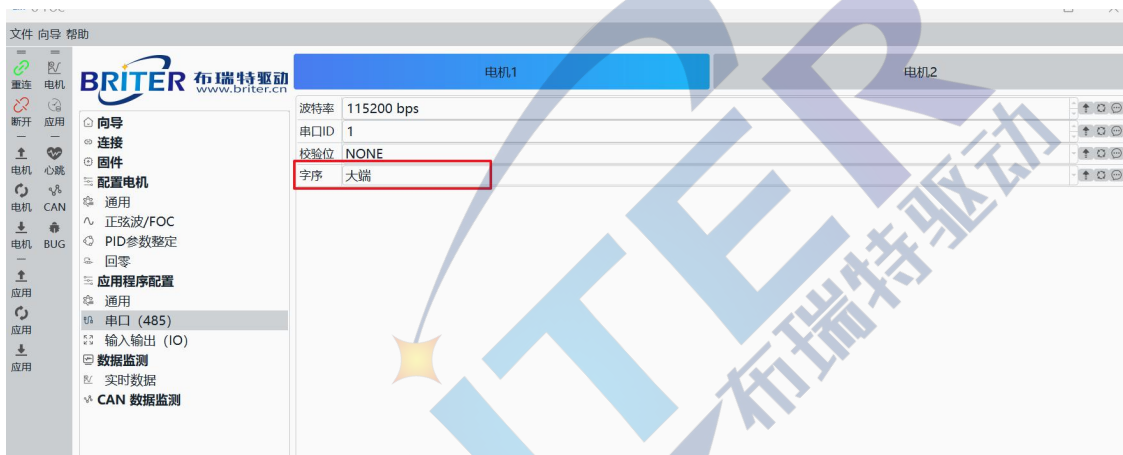 文件 向导 帮助
重连 电机
断开 应用
电机 心跳
电机 CAN
电机 BUG
应用
应用
应用
BRITER 布瑞特驱动
www.briter.cn
向导
连接
固件
配置电机
通用
正弦波/FOC
PID参数整定
回零
应用程序配置
通用
串口 (485)
输入输出 (IO)
数据监测
实时数据
CAN 数据监测
电机1 电机2
波特率 115200 bps
串口ID 1
校验位 NONE
字序 大端
ITER
布瑞特驱动